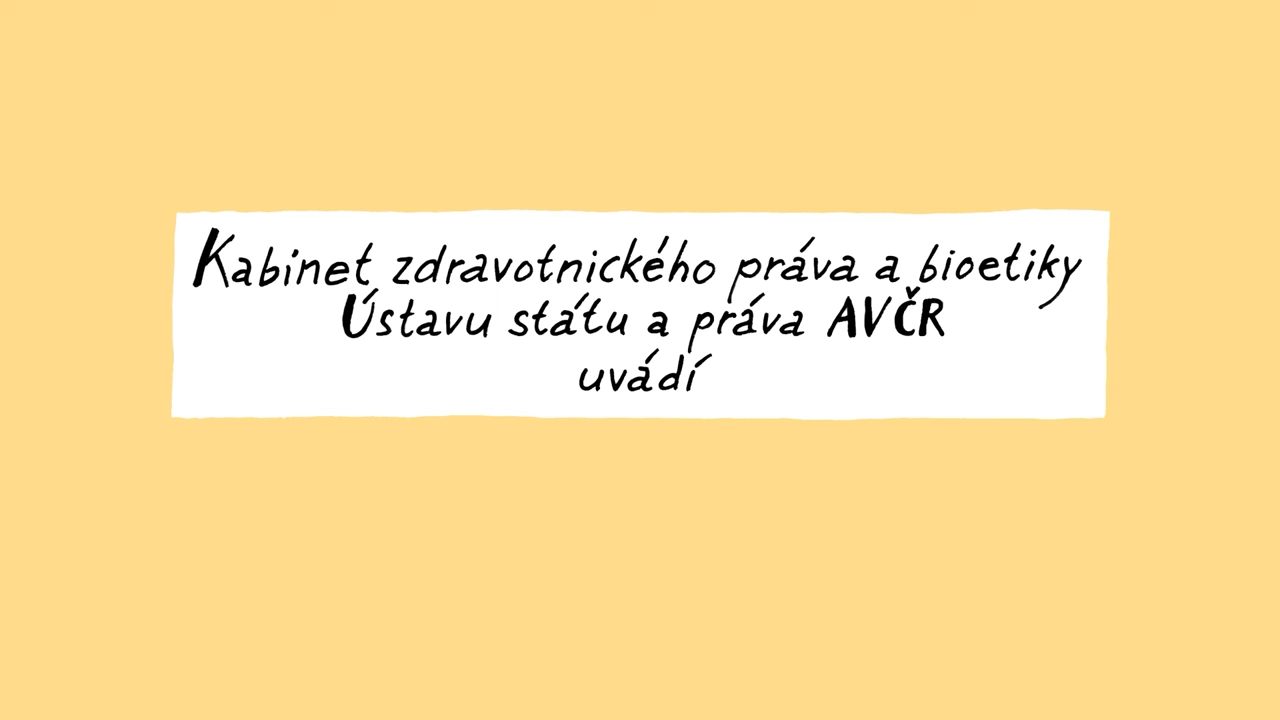 Kabinet zdravotnického práva a bioetiky
Ústavu státu a práva AVČR
uvádí